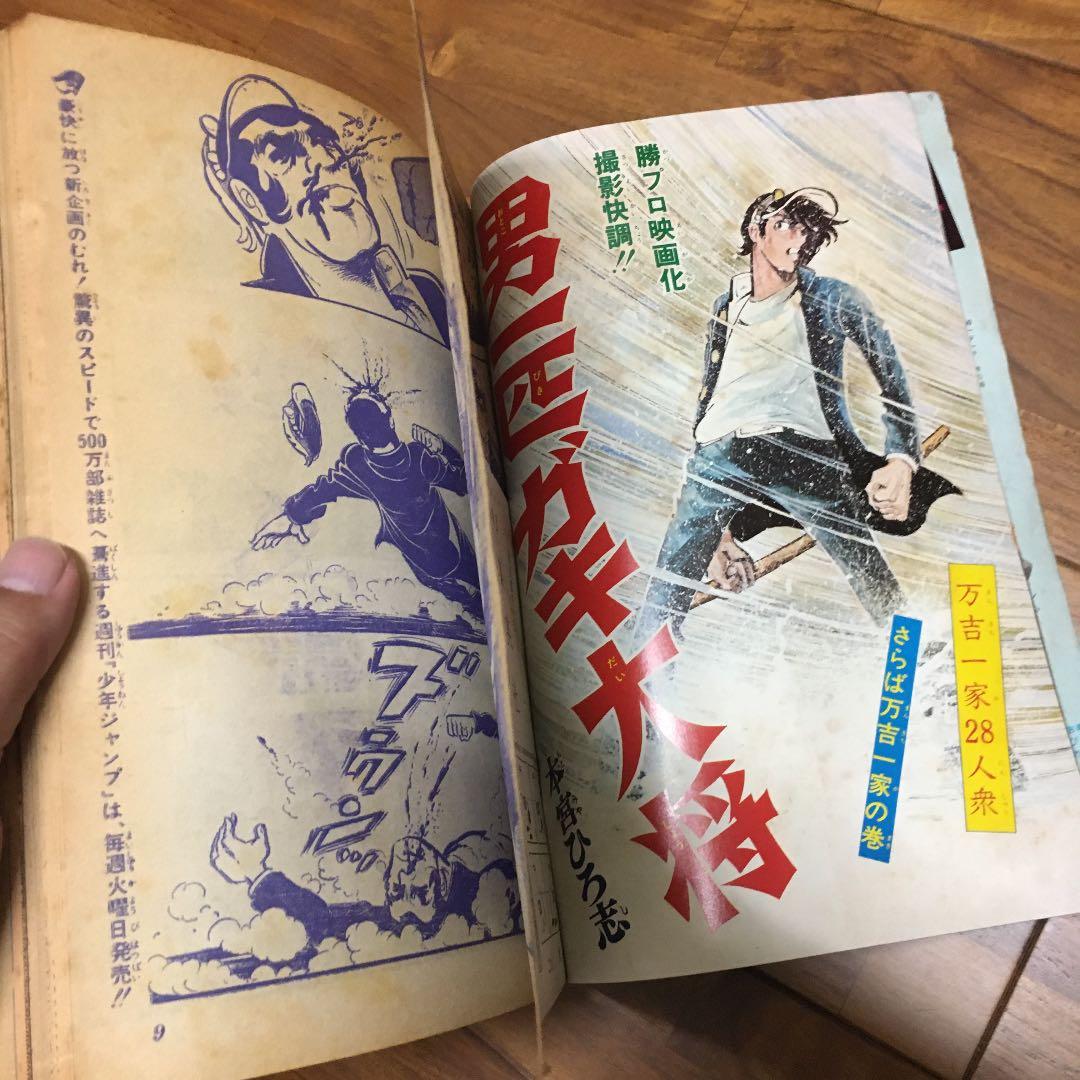 豪快に放つ新企画のむれ!驚異のスピードで500万部雑誌へ驀進する週刊「少年ジャンプ」は、毎週火曜日発売!!
ズ
9
勝プロ映画化
撮影快調!!
男一匹ガキ大将
本宮ひろ志
万吉一家28人衆
さらば万吉一家の巻